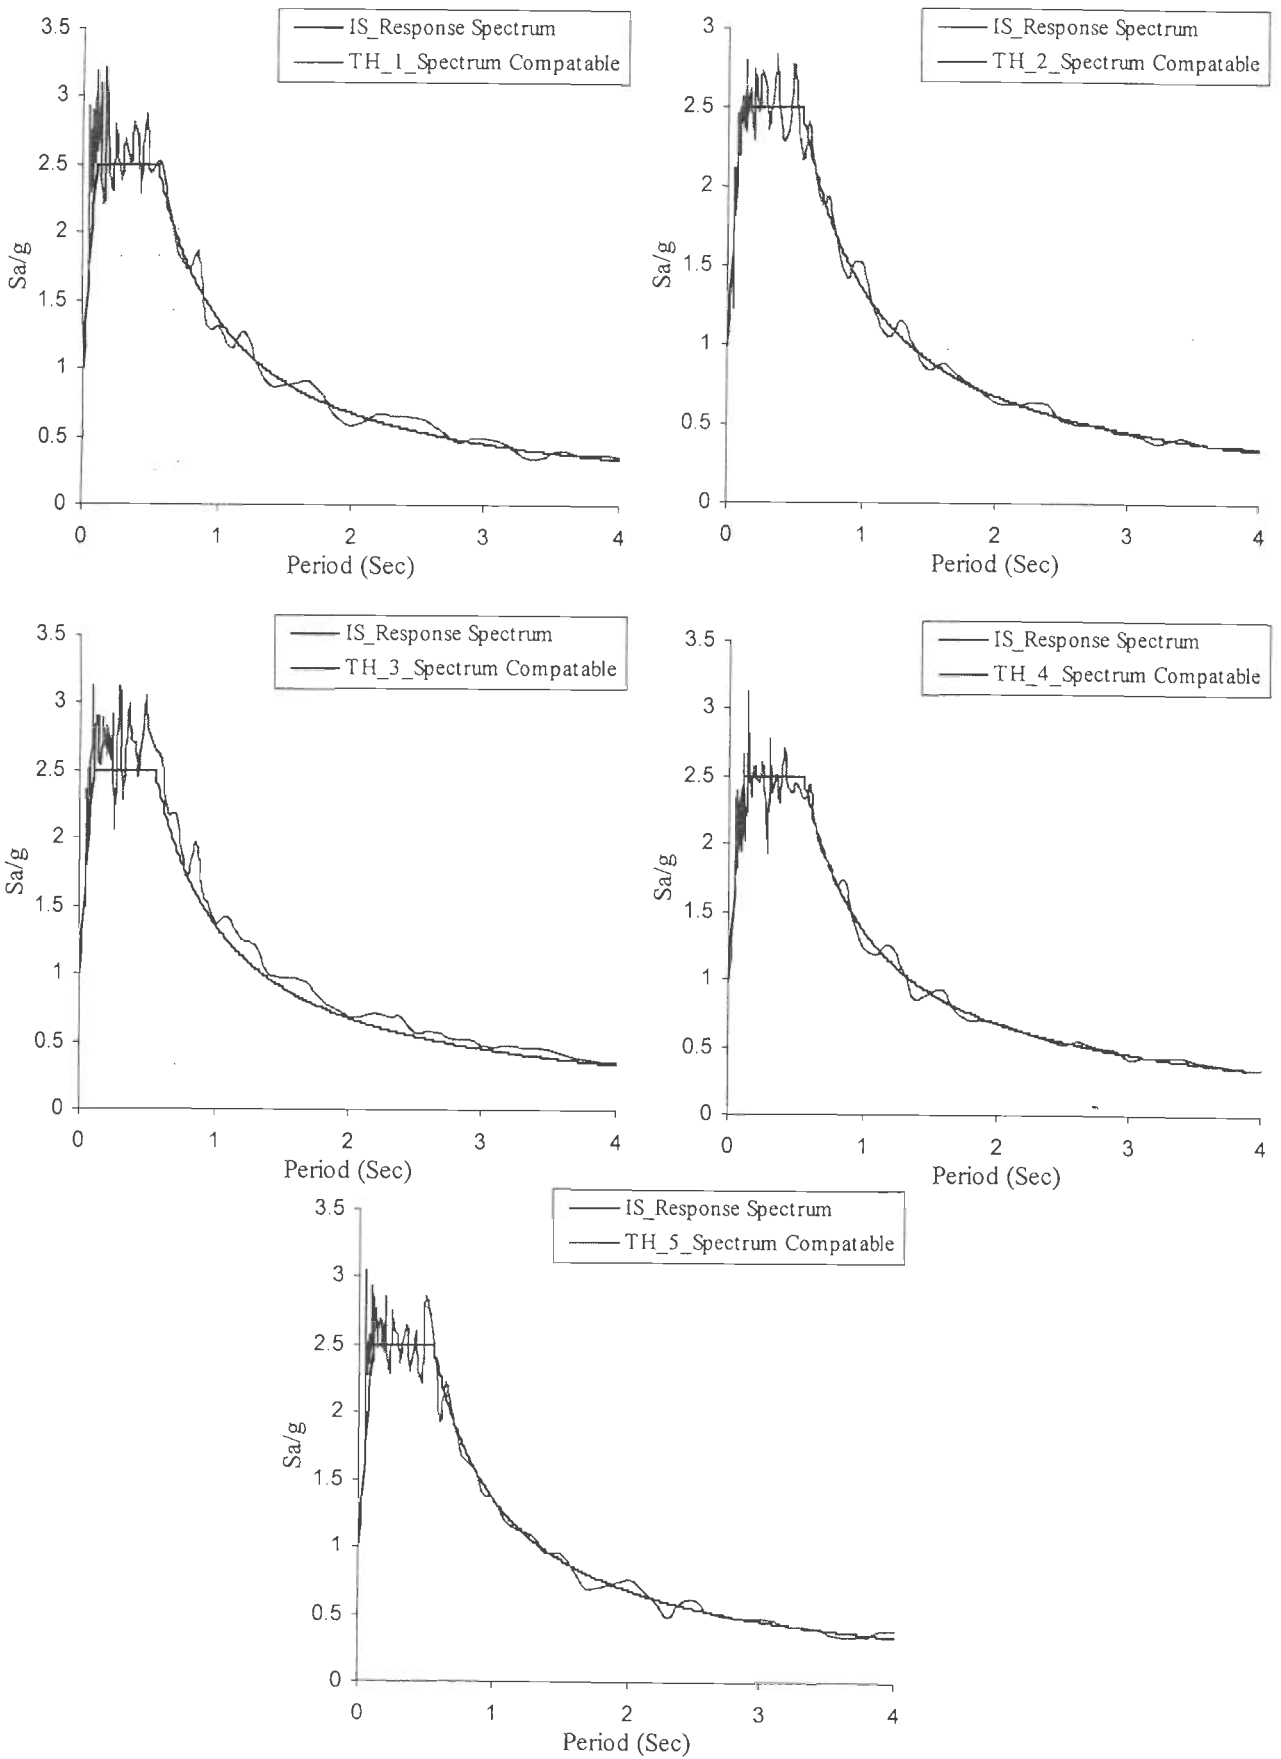 IS_Response Spectrum
TH_1_Spectrum Compatable
3.5
3
2.5
2
1.5
1
0.5
0
Sa/g
0 1 2 3 4
Period (Sec)
IS_Response Spectrum
TH_2_Spectrum Compatable
3
2.5
2
1.5
1
0.5
0
Sa/g
0 1 2 3 4
Period (Sec)
IS_Response Spectrum
TH_3_Spectrum Compatable
3.5
3
2.5
2
1.5
1
0.5
0
Sa/g
0 1 2 3 4
Period (Sec)
IS_Response Spectrum
TH_4_Spectrum Compatable
3.5
3
2.5
2
1.5
1
0.5
0
Sa/g
0 1 2 3 4
Period (Sec)
IS_Response Spectrum
TH_5_Spectrum Compatable
3.5
3
2.5
2
1.5
1
0.5
0
Sa/g
0 1 2 3 4
Period (Sec)